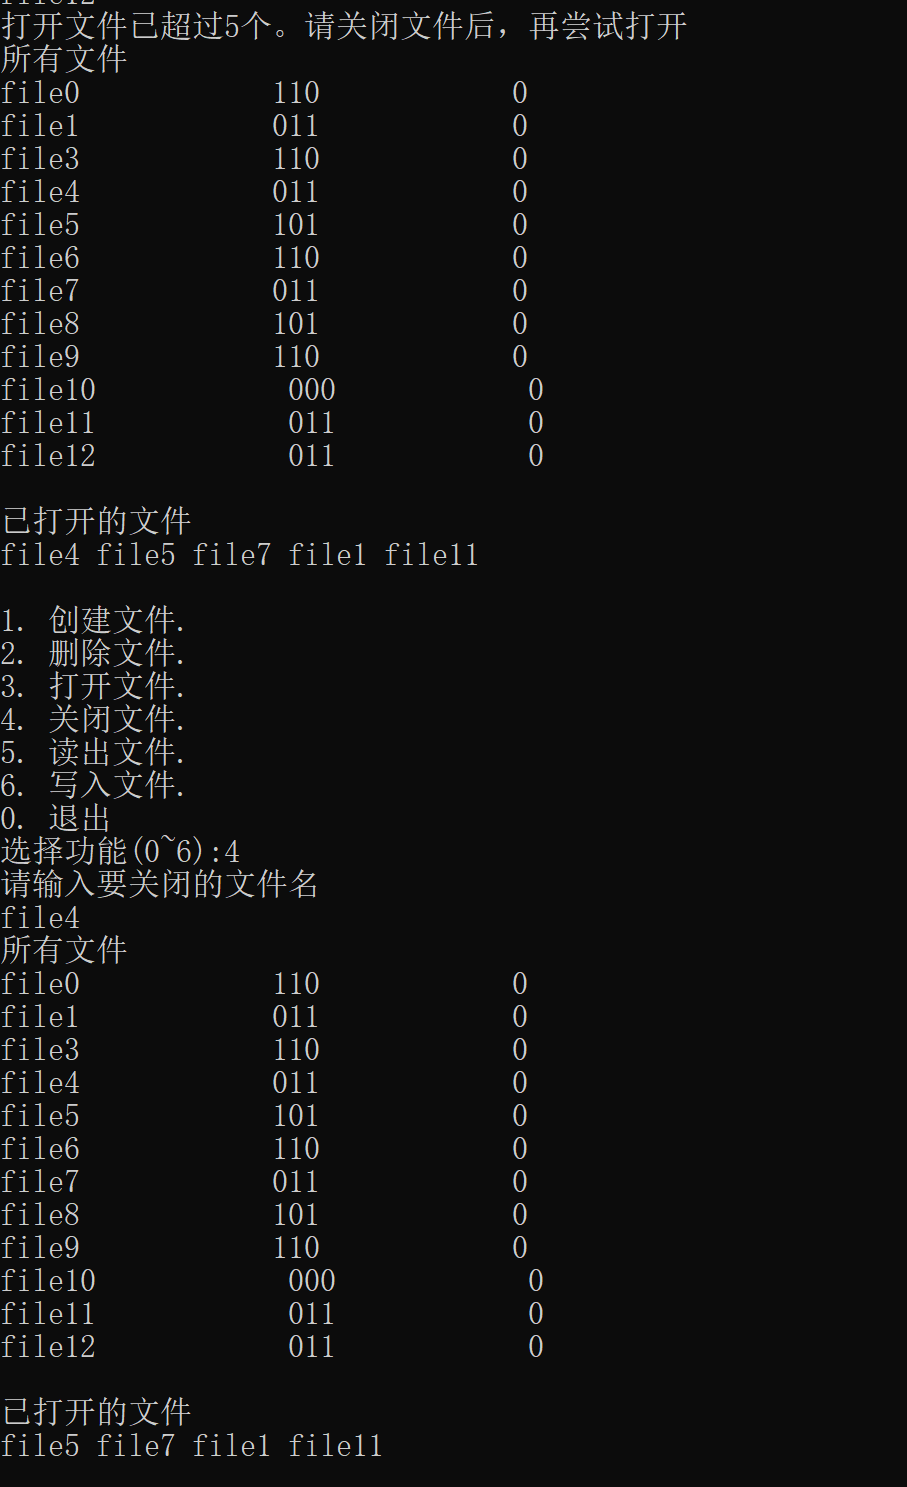 打开文件已超过5个。请关闭文件后，再尝试打开
所有文件
file0 110 0
file1 011 0
file3 110 0
file4 011 0
file5 101 0
file6 110 0
file7 011 0
file8 101 0
file9 110 0
file10 000 0
file11 011 0
file12 011 0
已打开的文件
file4 file5 file7 file1 file11
1. 创建文件.
2. 删除文件.
3. 打开文件.
4. 关闭文件.
5. 读出文件.
6. 写入文件.
0. 退出
选择功能(0~6):4
请输入要关闭的文件名
file4
所有文件
file0 110 0
file1 011 0
file3 110 0
file4 011 0
file5 101 0
file6 110 0
file7 011 0
file8 101 0
file9 110 0
file10 000 0
file11 011 0
file12 011 0
已打开的文件
file5 file7 file1 file11